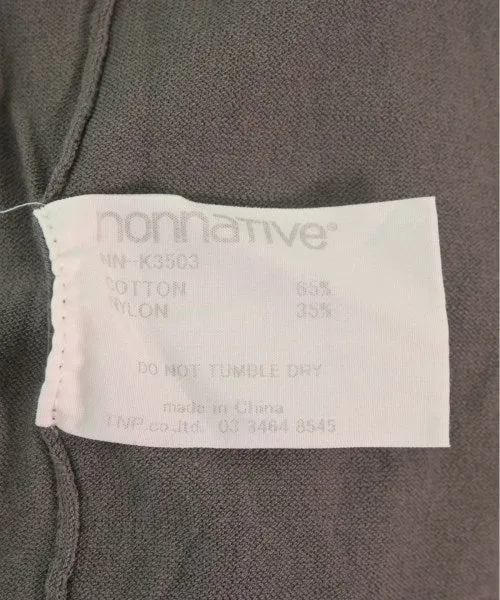 nonnative®
NN-K3503
COTTON 65%
NYLON 35%
DO NOT TUMBLE DRY
made in China
TNP.co.,ltd. 03 3464 8545